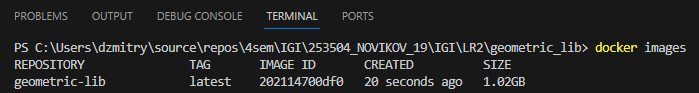 PROBLEMS OUTPUT DEBUG CONSOLE TERMINAL PORTS
PS C:\Users\dzmitry\source\repos\4sem\IGI\253504_NOVIKOV_19\IGI\LR2\geometric_lib> docker images
REPOSITORY TAG IMAGE ID CREATED SIZE
geometric-lib latest 202114700df0 20 seconds ago 1.02GB